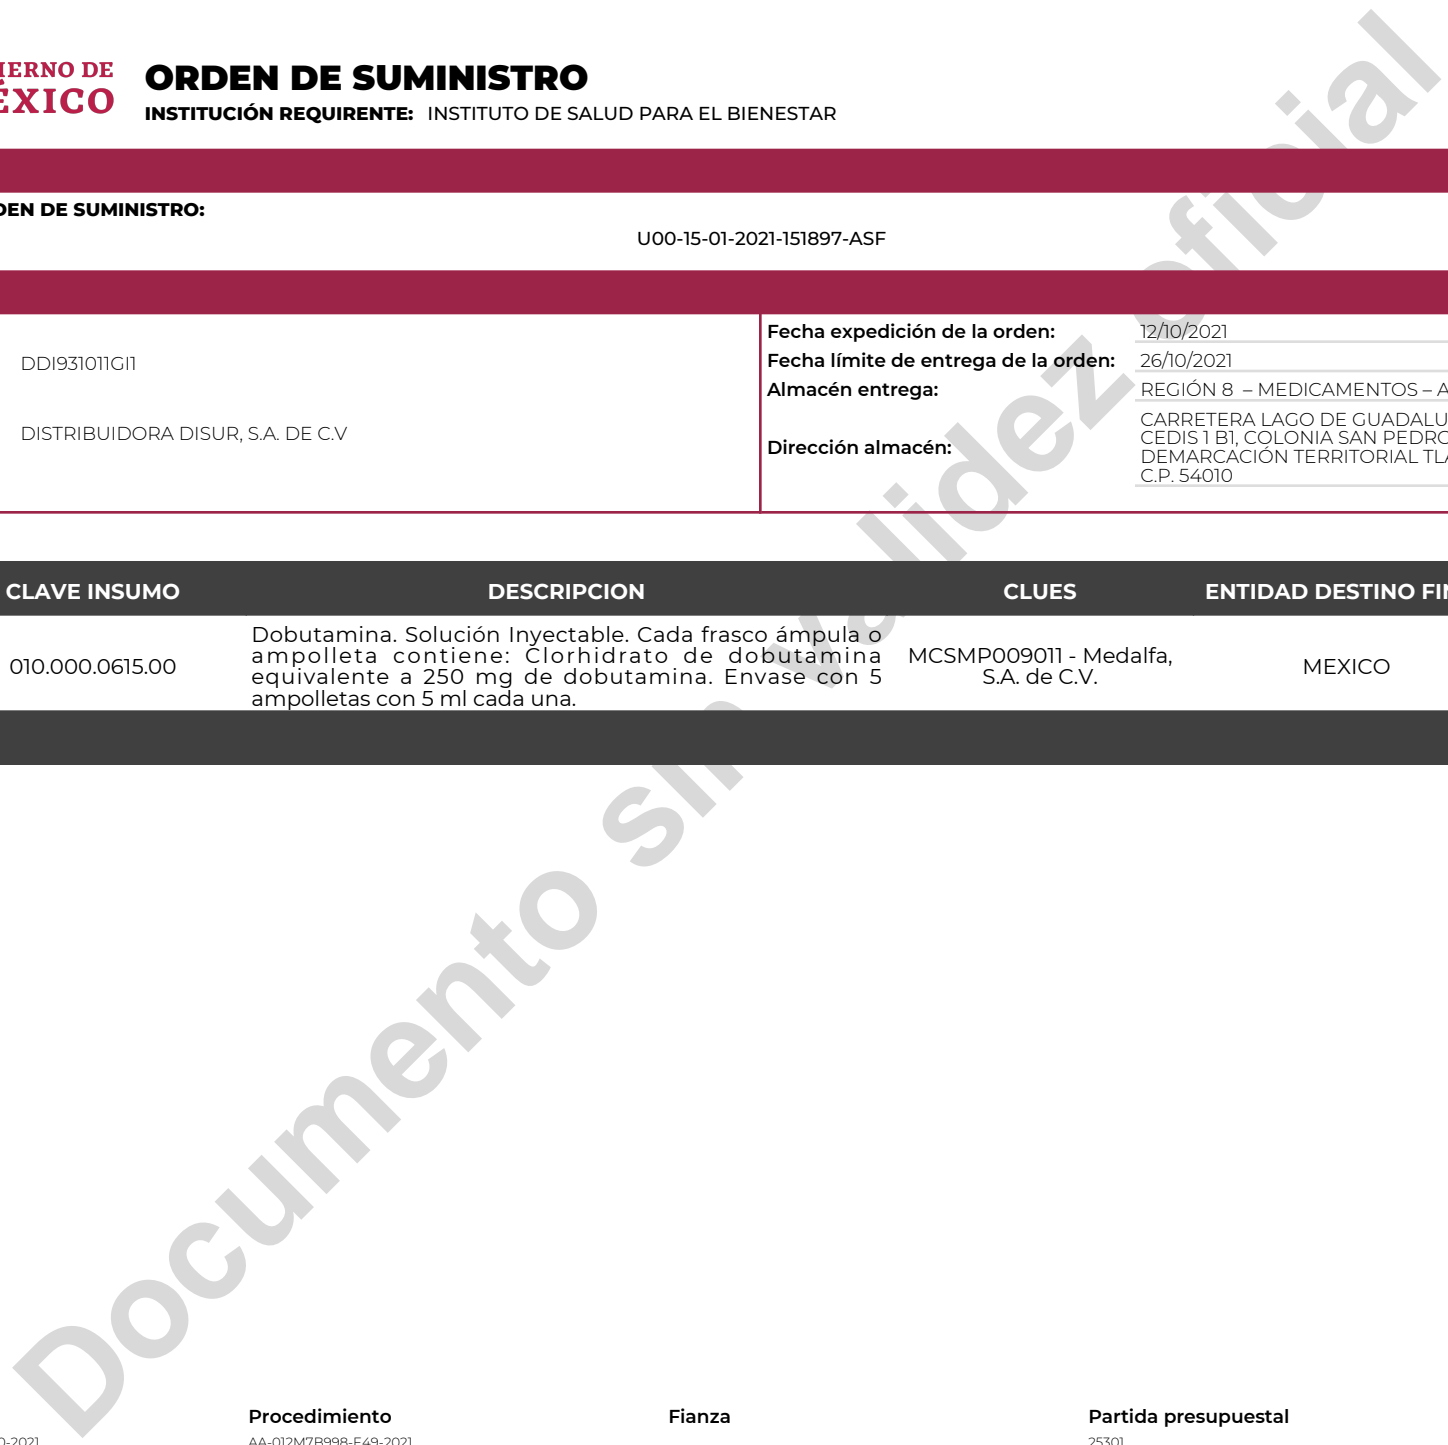 ORDEN DE SUMINISTRO
INSTITUCIÓN REQUIRENTE: INSTITUTO DE SALUD PARA EL BIENESTAR
DE
ÉXICO
DE SUMINISTRO:
U00-15-01-2021-151897-ASF
DDI931011GI1
DISTRIBUIDORA DISUR, S.A. DE C.V
Fecha expedición de la orden: 12/10/2021
Fecha límite de entrega de la orden: 26/10/2021
Almacén entrega: REGIÓN 8 – MEDICAMENTOS – A
Dirección almacén:
CARRETERA LAGO DE GUADALU
CEDIS 1 B1, COLONIA SAN PEDRO
DEMARCACIÓN TERRITORIAL TLA
C.P. 54010
CLAVE INSUMO DESCRIPCION CLUES ENTIDAD DESTINO FIN
010.000.0615.00
Dobutamina. Solución Inyectable. Cada frasco ámpula o
ampolleta contiene: Clorhidrato de dobutamina
equivalente a 250 mg de dobutamina. Envase con 5
ampolletas con 5 ml cada una.
MCSMP009011 - Medalfa,
S.A. de C.V.
MEXICO
Documento sin validez oficial
Procedimiento Fianza Partida presupuestal
-2021 AA-012M7B998-E49-2021 25301